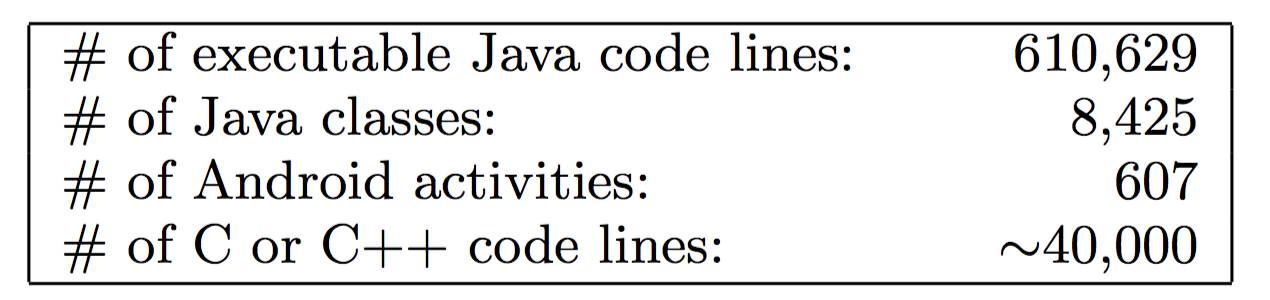 # of executable Java code lines: 610,629
# of Java classes: 8,425
# of Android activities: 607
# of C or C++ code lines: ~40,000